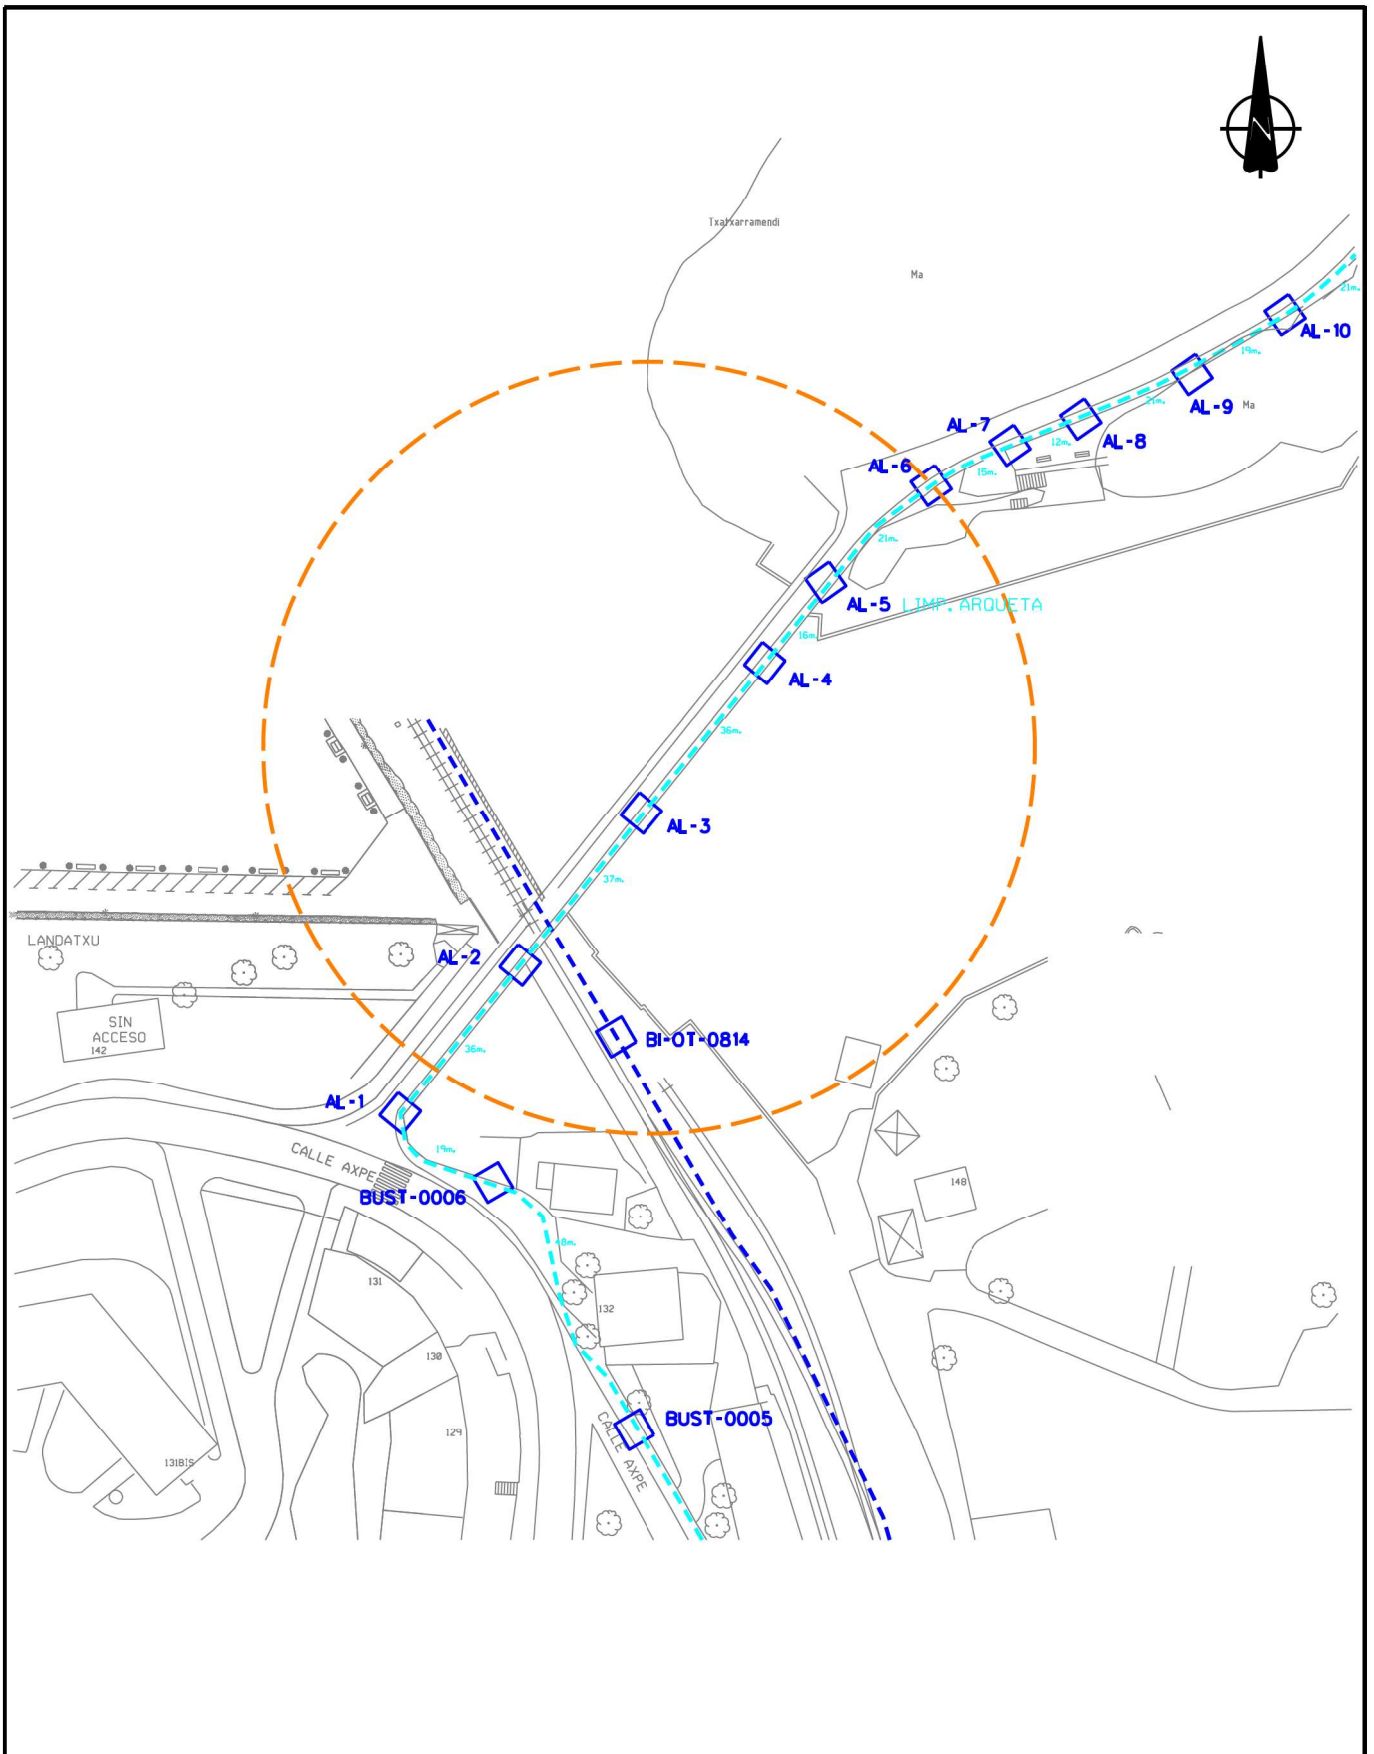 N
Txatxarramendi
Ma
21m.
AL-10
19m.
AL-9
Ma
21m.
AL-7
AL-8
12m.
AL-6
15m.
21m.
AL-5
LIMP. ARQUETA
16m.
AL-4
36m.
AL-3
37m.
LANDATXU
AL-2
SIN
ACCESO
142
BI-OT-0814
36m.
AL-1
CALLE AXPE
19m.
BUST-0006
148
48m.
131
132
130
BUST-0005
129
CALLE AXPE
131BIS